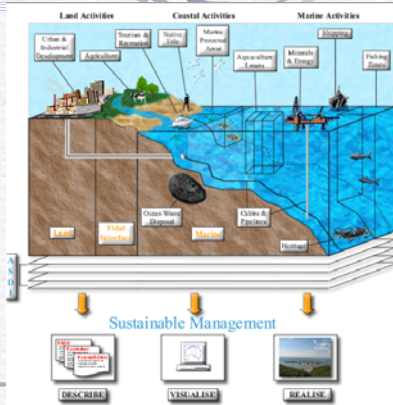 Land Activities
Coastal Activities
Marine Activities
Urban &
Industrial
Development
Agriculture
Tourism &
Recreation
Native
Title
Marine
Protected
Areas
Aquaculture
Leases
Minerals
& Energy
Shipping
Fishing
Zones
Ocean Waste
Disposal
Cables &
Pipelines
Heritage
Land
Tidal
Interface
Marine
A
S
D
I
Sustainable Management
DESCRIBE
VISUALISE
REALISE